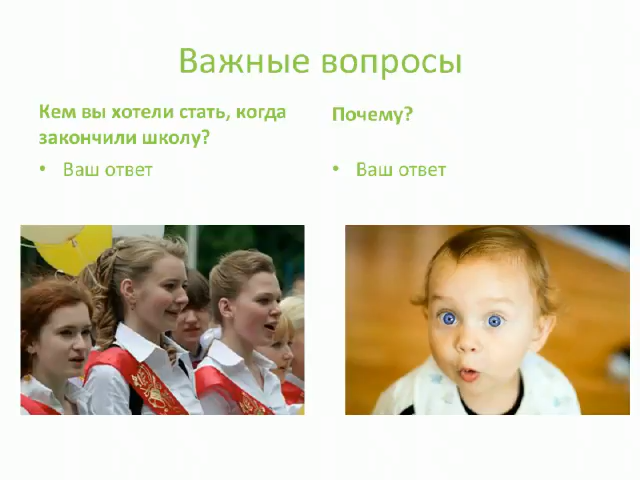 Важные вопросы
Кем вы хотели стать, когда
закончили школу?
• Ваш ответ
Почему?
• Ваш ответ